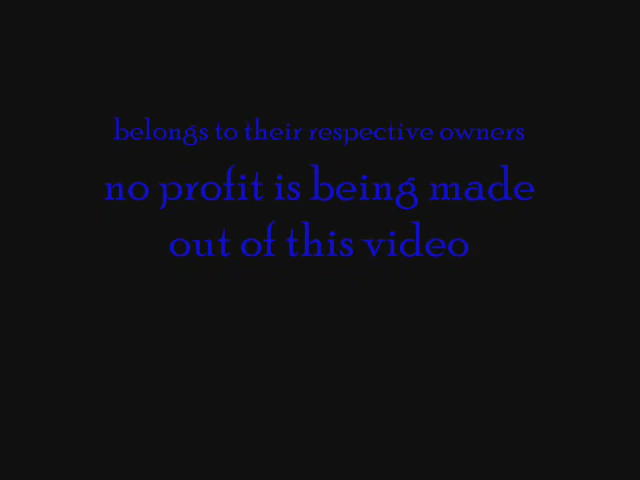 belongs to their respective owners
no profit is being made
out of this video